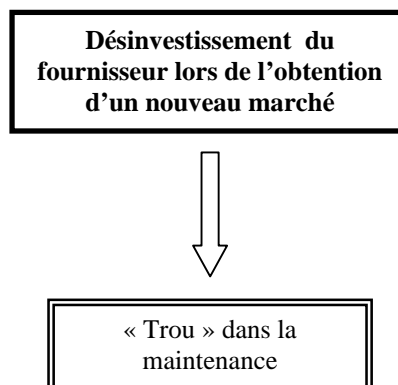 Désinvestissement du
fournisseur lors de l’obtention
d’un nouveau marché
« Trou » dans la
maintenance